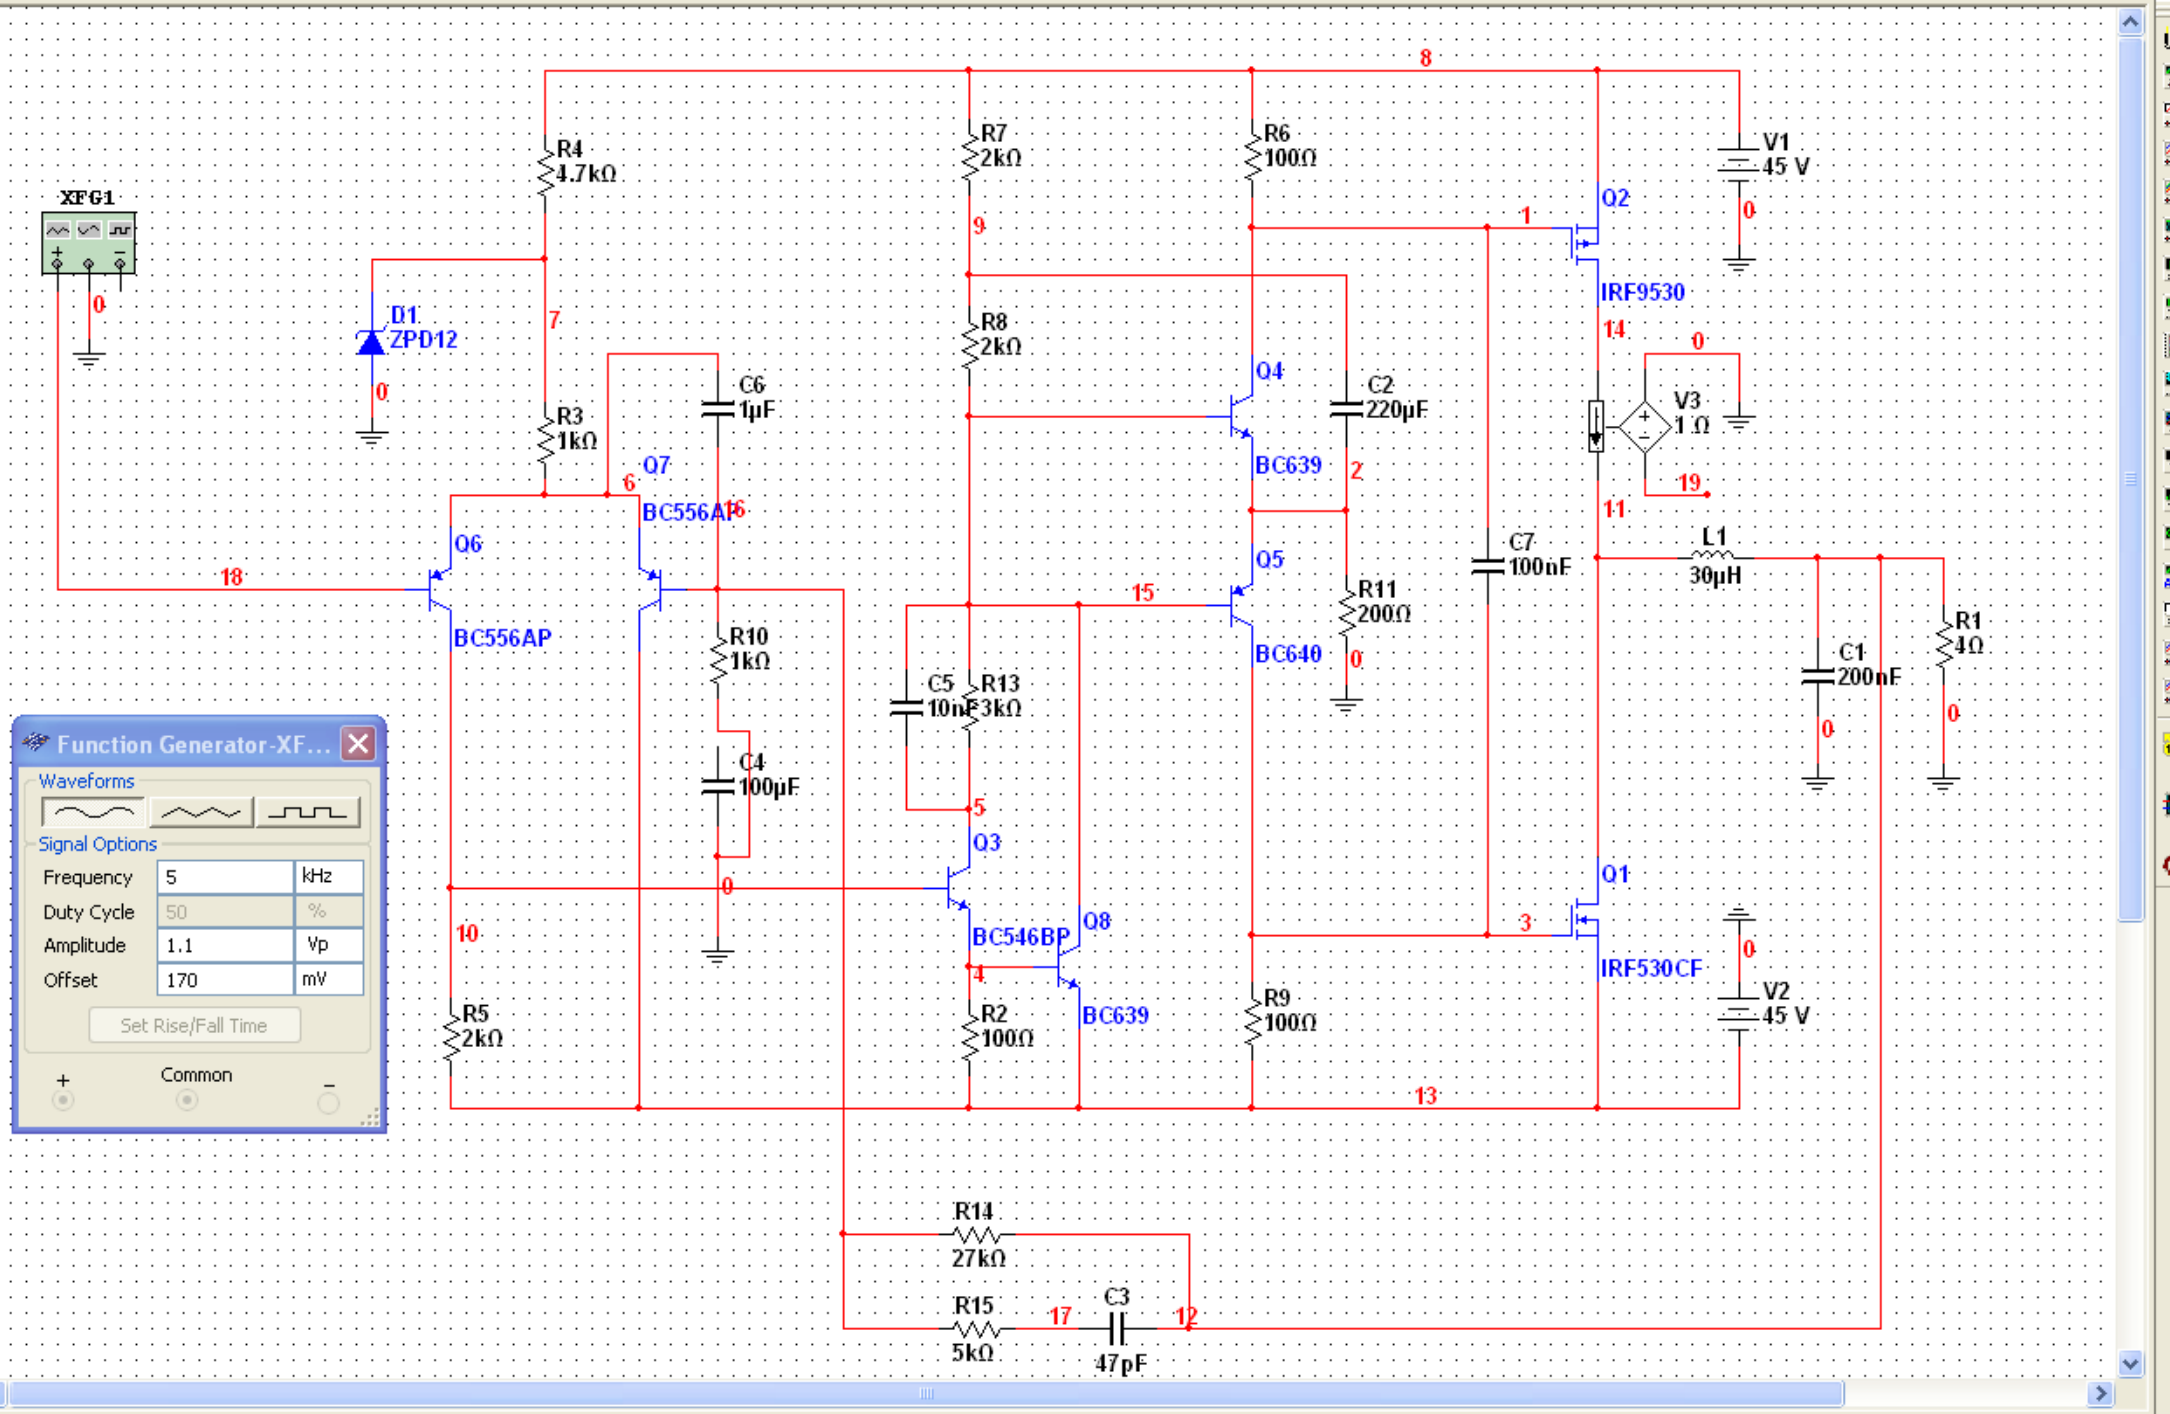 8
XFG1
+
−
0
R4
4.7kΩ
R7
2kΩ
R6
100Ω
V1
45 V
0
9
1
Q2
IRF9530
14
D1
ZPD12
0
7
R8
2kΩ
0
R3
1kΩ
C6
1µF
Q4
BC639
C2
220µF
V3
1 Ω
+
−
Q7
6
BC556AP
16
2
19
11
Q6
BC556AP
18
L1
30µH
C7
100nF
Q5
BC640
15
R11
200Ω
0
R10
1kΩ
R1
4Ω
C1
200nF
0
0
C5
10nF
R13
3kΩ
C4
100µF
5
Q3
BC546BP
0
Q1
IRF530CF
Q8
BC639
3
0
10
4
V2
45 V
R5
2kΩ
R2
100Ω
R9
100Ω
13
R14
27kΩ
R15
5kΩ
17
C3
47pF
12
Function Generator-XF...
Waveforms
Signal Options
Frequency 5 kHz
Duty Cycle 50 %
Amplitude 1.1 Vp
Offset 170 mV
Set Rise/Fall Time
+
Common
−